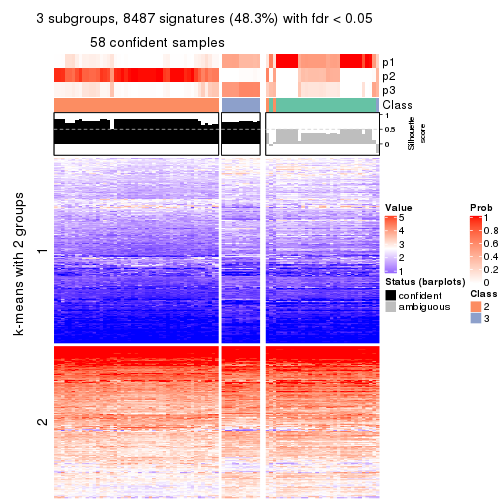 3 subgroups, 8487 signatures (48.3%) with fdr < 0.05
58 confident samples
p1
p2
p3
Class
1
0.5
0
Silhouette
score
k-means with 2 groups
1
2
Value
5
4
3
2
1
Status (barplots)
confident
ambiguous
Prob
1
0.8
0.6
0.4
0.2
0
Class
2
3